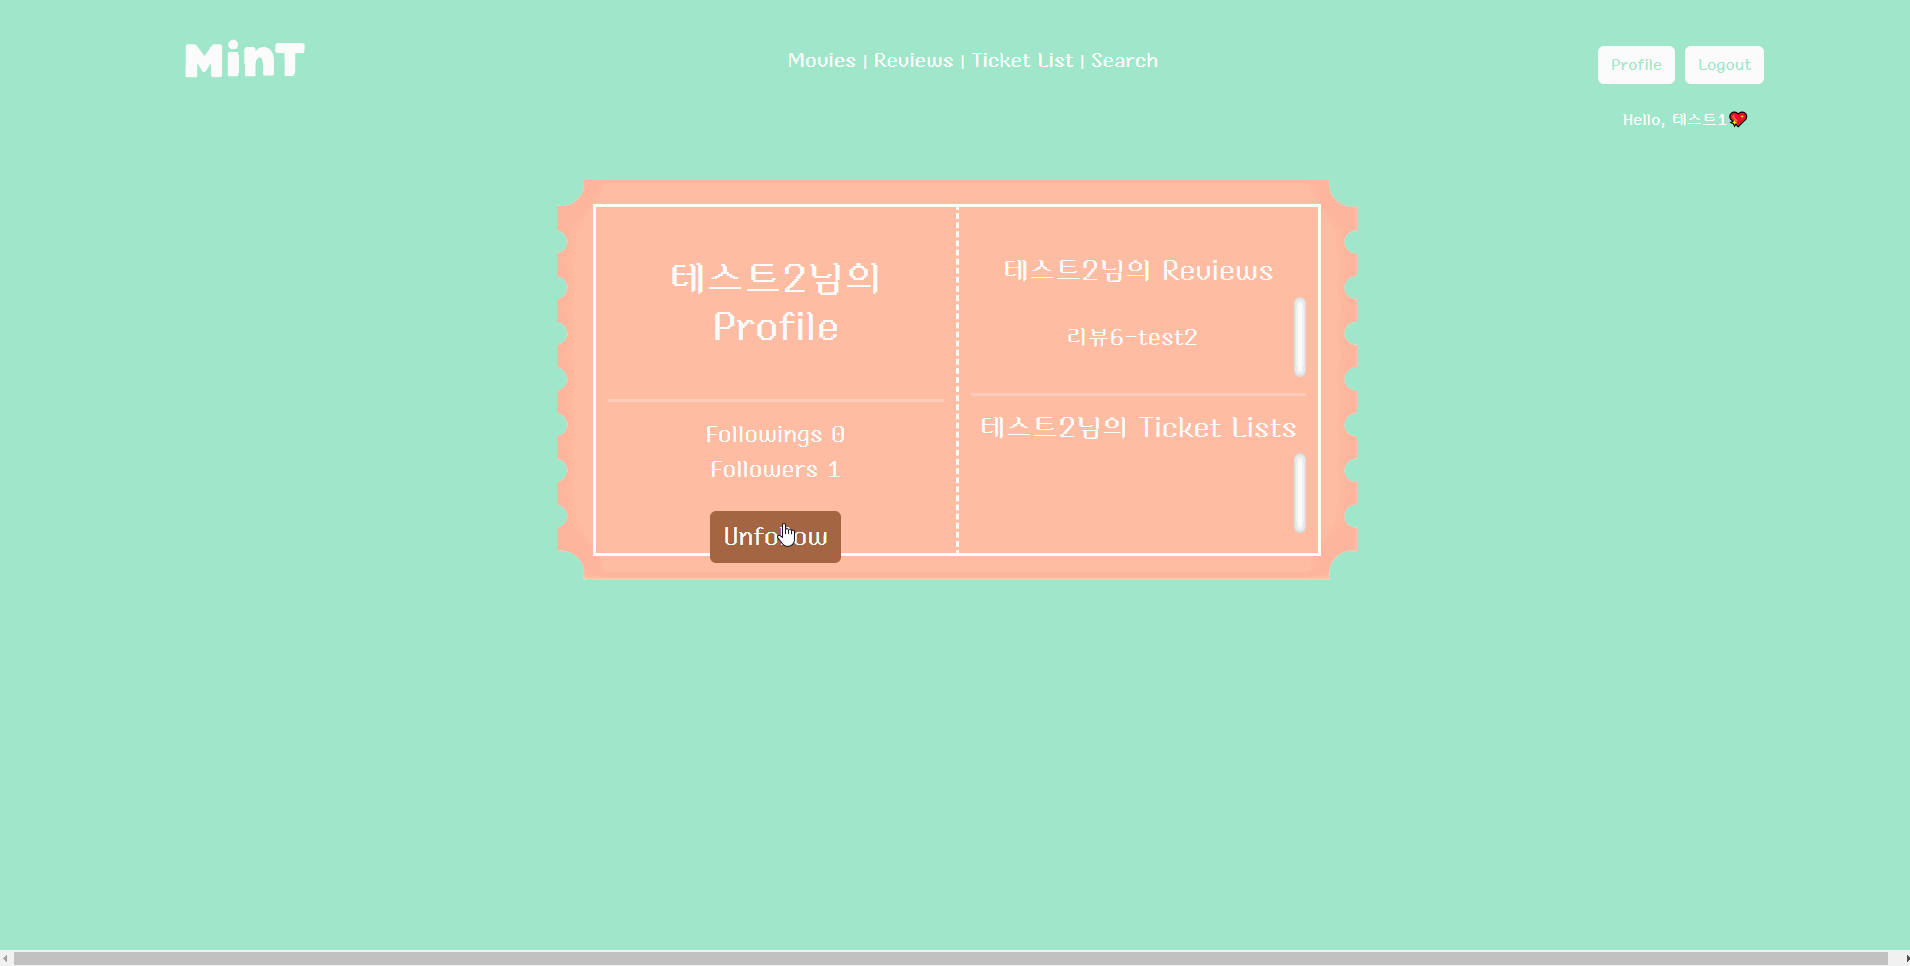 MinT
Movies | Reviews | Ticket List | Search
Profile
Logout
Hello, 테스트1💖
테스트2님의
Profile
Followings 0
Followers 1
Unfollow
테스트2님의 Reviews
리뷰6-test2
테스트2님의 Ticket Lists